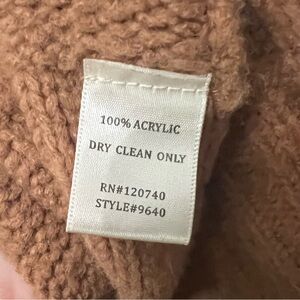 100% ACRYLIC
DRY CLEAN ONLY
RN#120740
STYLE#9640